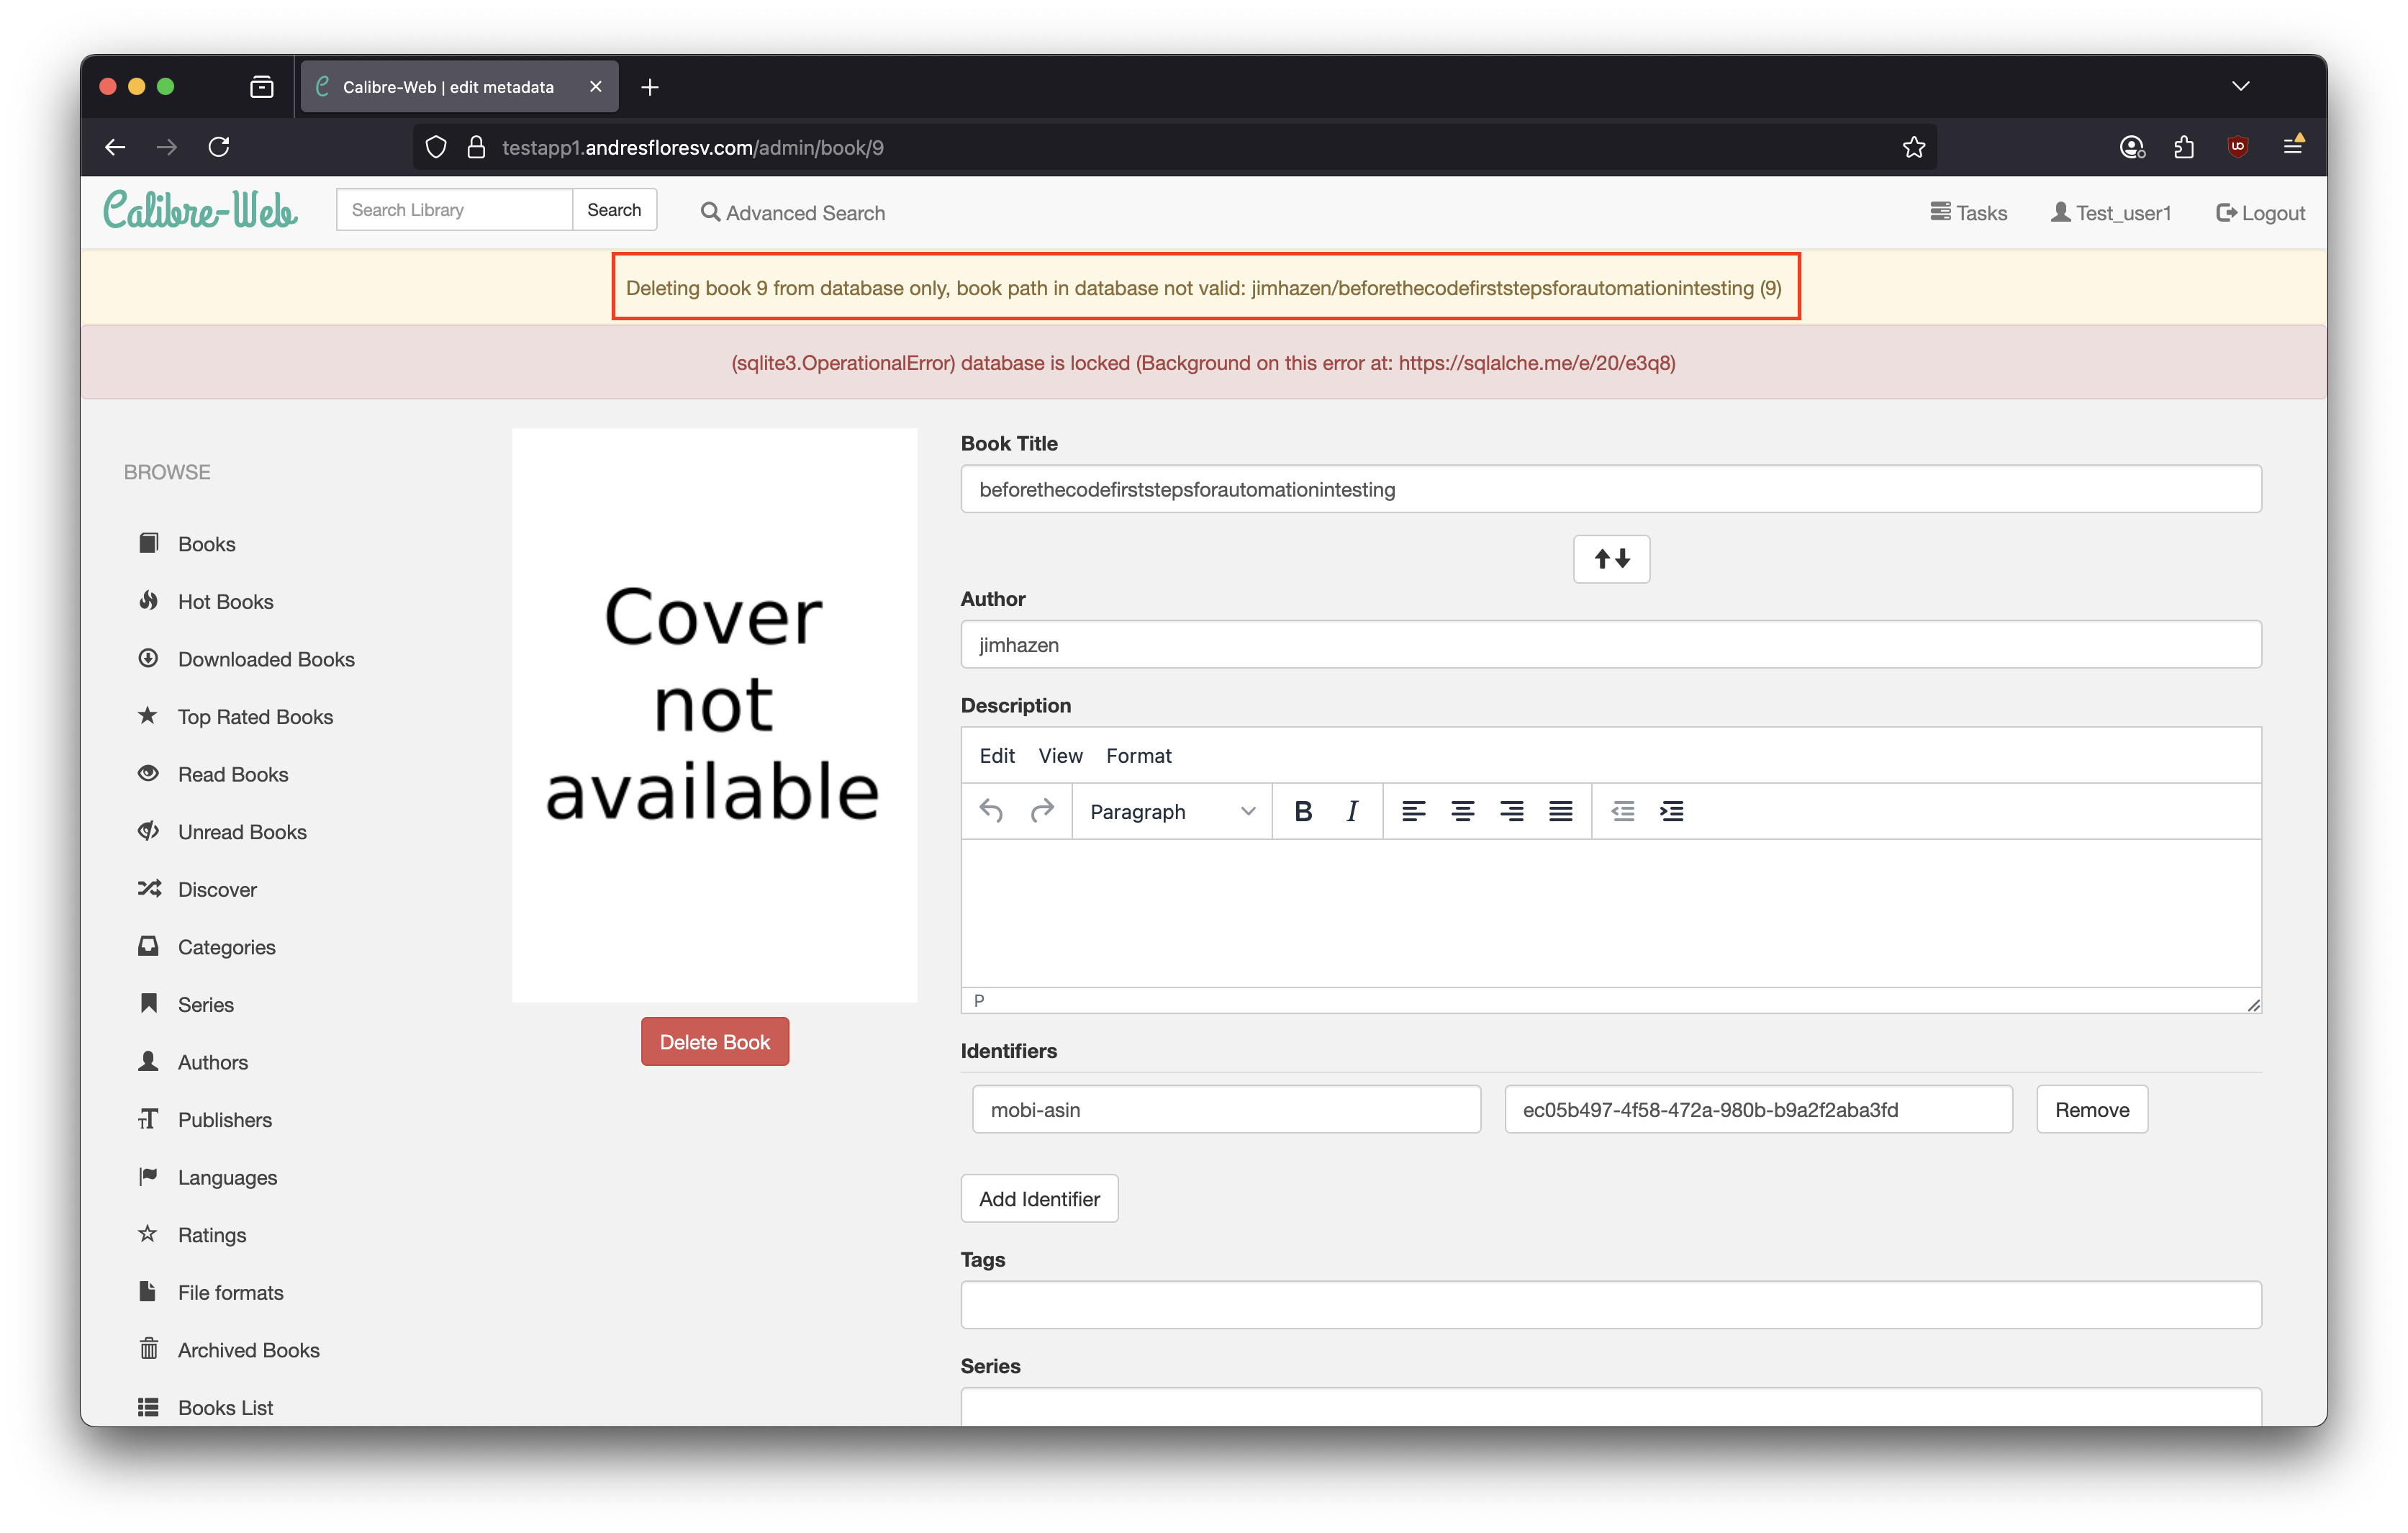 Calibre-Web | edit metadata
testapp1.andresfloresv.com/admin/book/9
Calibre-Web
Search Library
Search
Advanced Search
Tasks
Test_user1
Logout
Deleting book 9 from database only, book path in database not valid: jimhazen/beforethecodefirststepsforautomationintesting (9)
(sqlite3.OperationalError) database is locked (Background on this error at: https://sqlalche.me/e/20/e3q8)
BROWSE
Books
Hot Books
Downloaded Books
Top Rated Books
Read Books
Unread Books
Discover
Categories
Series
Authors
Publishers
Languages
Ratings
File formats
Archived Books
Books List
Cover
not
available
Delete Book
Book Title
beforethecodefirststepsforautomationintesting
Author
jimhazen
Description
Edit View Format
Paragraph B I
P
Identifiers
mobi-asin
ec05b497-4f58-472a-980b-b9a2f2aba3fd
Remove
Add Identifier
Tags
Series